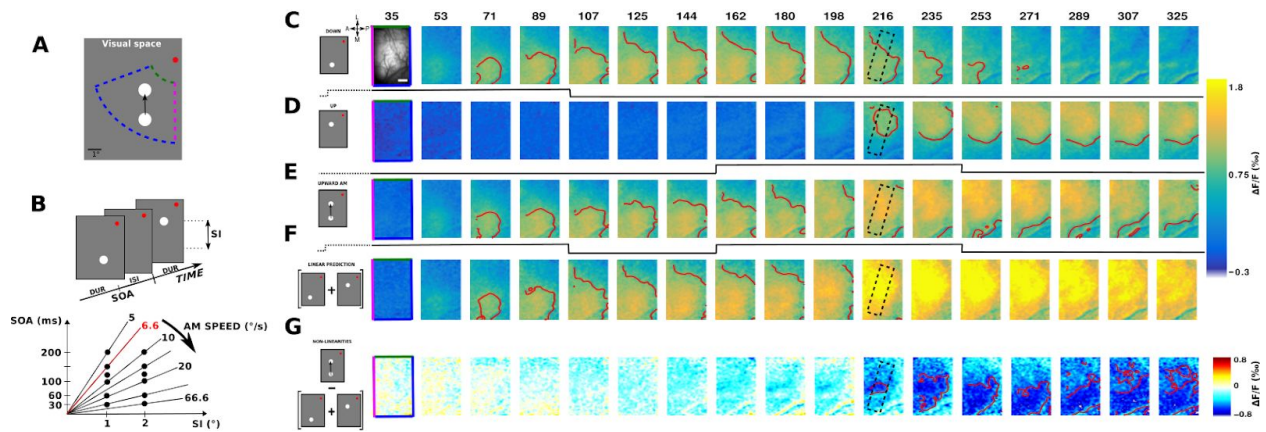 A
Visual space
1°
B
SI
DUR
ISI
DUR
TIME
SOA
SOA (ms)
5
6.6
AM SPEED (°/s)
200
10
20
100
60
30
66.6
1
2
SI (°)
C
35 53 71 89 107 125 144 162 180 198 216 235 253 271 289 307 325
L
A P
M
DOWN
D
UP
E
UPWARD AM
F
LINEAR PREDICTION
+
G
NON-LINEARITIES
-
+
1.8
0.75
-0.3
ΔF/F (‰)
0.8
0
-0.8
ΔF/F (‰)